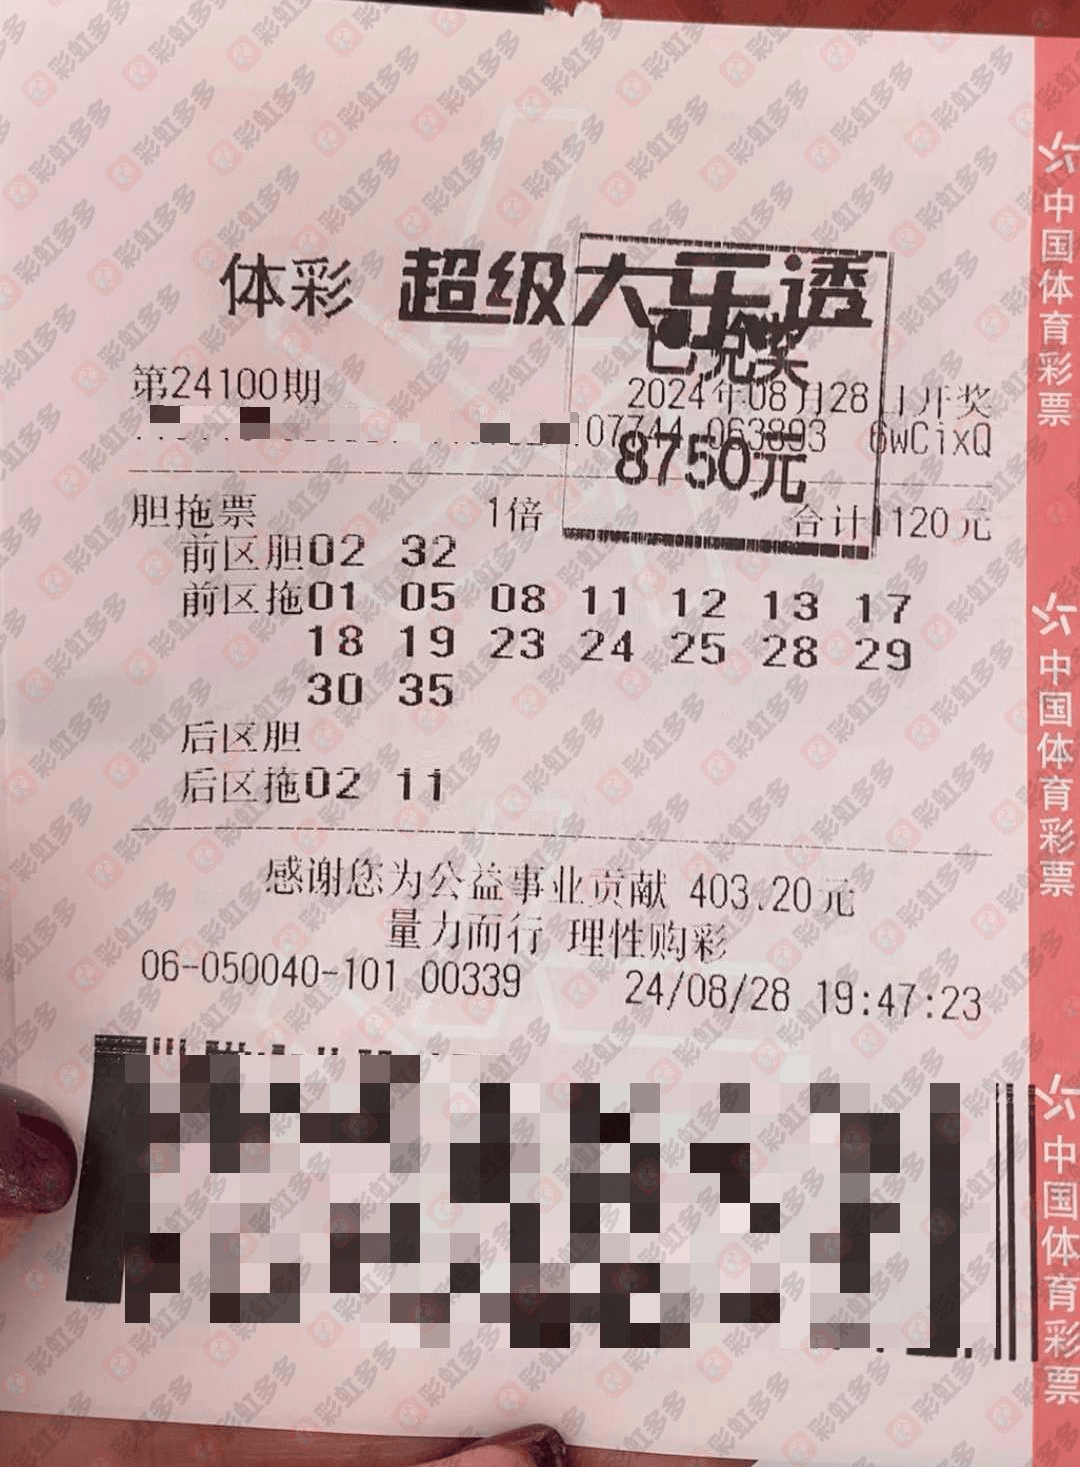 体彩 超级大乐透
已兑奖
第24100期
2024年08月28日开奖
107744 063893 6wCixQ
8750元
胆拖票 1倍 合计1120元
前区胆02 32
前区拖01 05 08 11 12 13 17
18 19 23 24 25 28 29
30 35
后区胆
后区拖02 11
感谢您为公益事业贡献 403.20元
量力而行 理性购彩
06-050040-101 00339 24/08/28 19:47:23
中国体育彩票
中国体育彩票
中国体育彩票
彩虹多多